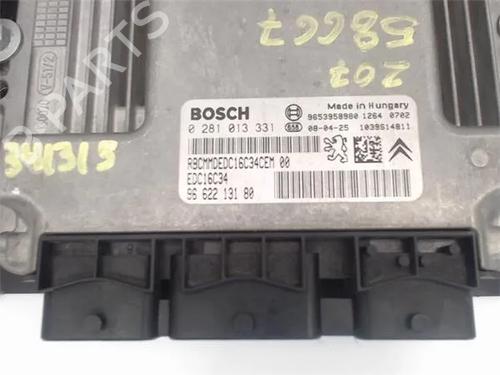 58667
207
341313
BOSCH
0 281 013 331
Made in Hungary
9653958980 1264 0702
08-04-25 1039S14811
RBCMMDEDC16C34CEM 00
EDC16C34
96 622 131 80